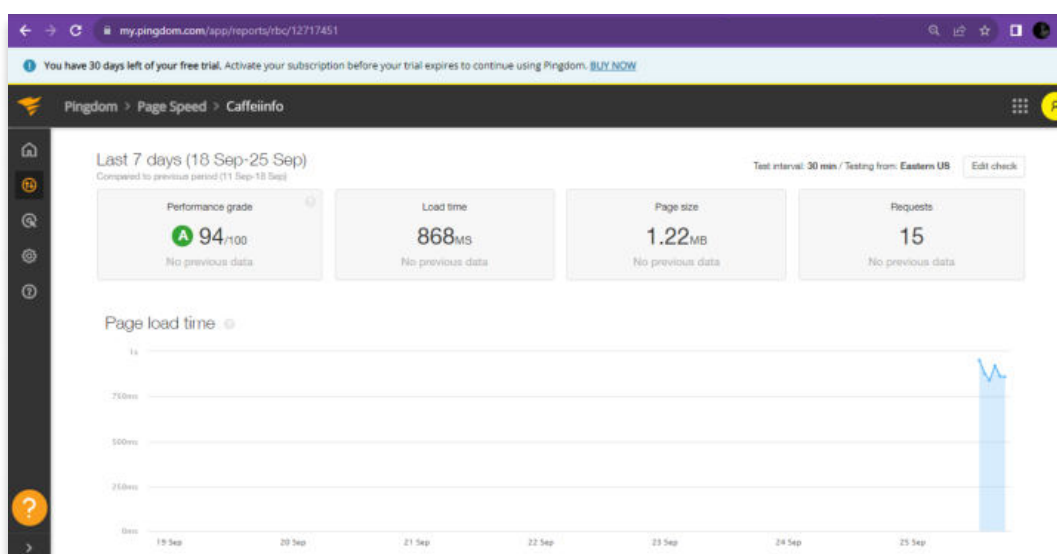 my.pingdom.com/app/reports/rbc/12717451
You have 30 days left of your free trial. Activate your subscription before your trial expires to continue using Pingdom. BUY NOW
Pingdom > Page Speed > Caffeiinfo
Last 7 days (18 Sep-25 Sep)
Compared to previous period (11 Sep-18 Sep)
Test interval: 30 min / Testing from: Eastern US
Edit check
Performance grade
A 94/100
No previous data
Load time
868MS
No previous data
Page size
1.22MB
No previous data
Requests
15
No previous data
Page load time
1s
750ms
500ms
250ms
0ms
19 Sep 20 Sep 21 Sep 22 Sep 23 Sep 24 Sep 25 Sep